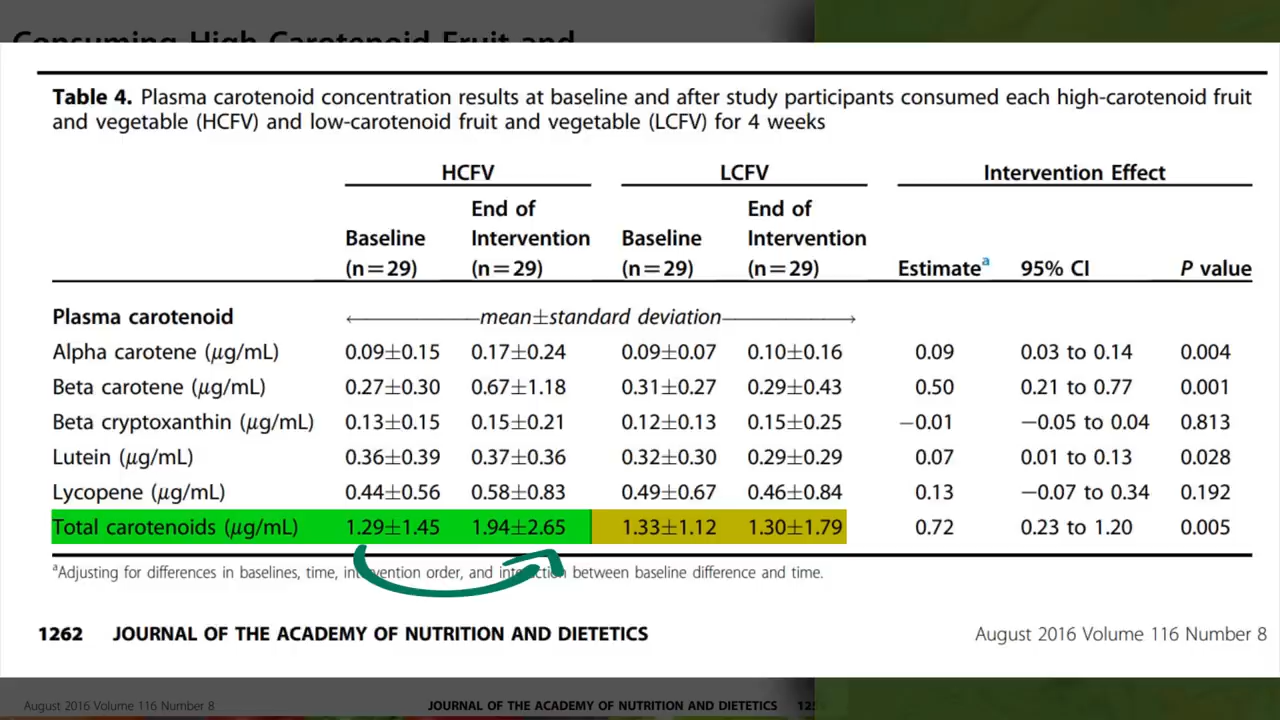 Consuming High Carotenoid Fruit and
Table 4. Plasma carotenoid concentration results at baseline and after study participants consumed each high-carotenoid fruit
and vegetable (HCFV) and low-carotenoid fruit and vegetable (LCFV) for 4 weeks
HCFV LCFV Intervention Effect
Baseline (n=29) End of Intervention (n=29) Baseline (n=29) End of Intervention (n=29) Estimateᵃ 95% CI P value
Plasma carotenoid ←mean±standard deviation→
Alpha carotene (μg/mL) 0.09±0.15 0.17±0.24 0.09±0.07 0.10±0.16 0.09 0.03 to 0.14 0.004
Beta carotene (μg/mL) 0.27±0.30 0.67±1.18 0.31±0.27 0.29±0.43 0.50 0.21 to 0.77 0.001
Beta cryptoxanthin (μg/mL) 0.13±0.15 0.15±0.21 0.12±0.13 0.15±0.25 −0.01 −0.05 to 0.04 0.813
Lutein (μg/mL) 0.36±0.39 0.37±0.36 0.32±0.30 0.29±0.29 0.07 0.01 to 0.13 0.028
Lycopene (μg/mL) 0.44±0.56 0.58±0.83 0.49±0.67 0.46±0.84 0.13 −0.07 to 0.34 0.192
Total carotenoids (μg/mL) 1.29±1.45 1.94±2.65 1.33±1.12 1.30±1.79 0.72 0.23 to 1.20 0.005
ᵃAdjusting for differences in baselines, time, intervention order, and interaction between baseline difference and time.
1262 JOURNAL OF THE ACADEMY OF NUTRITION AND DIETETICS August 2016 Volume 116 Number 8
August 2016 Volume 116 Number 8 JOURNAL OF THE ACADEMY OF NUTRITION AND DIETETICS